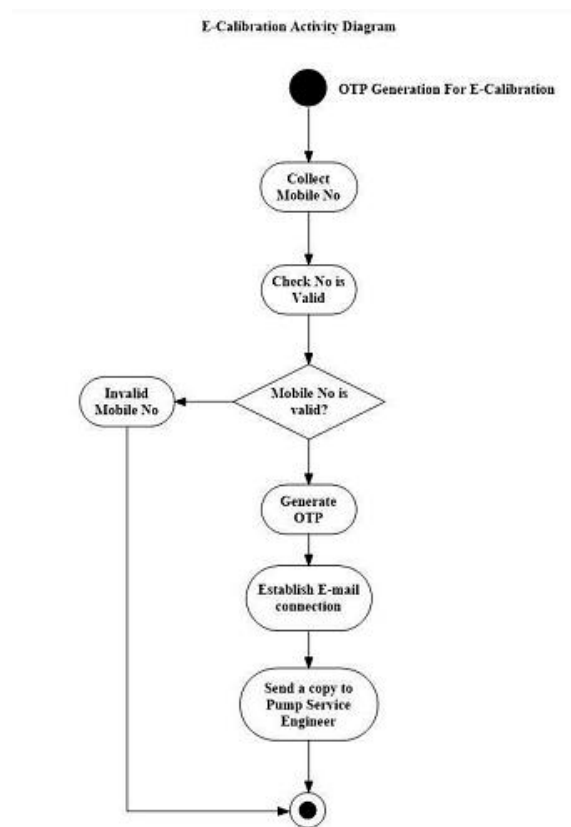 E-Calibration Activity Diagram
OTP Generation For E-Calibration
Collect
Mobile No
Check No is
Valid
Mobile No is
valid?
Invalid
Mobile No
Generate
OTP
Establish E-mail
connection
Send a copy to
Pump Service
Engineer